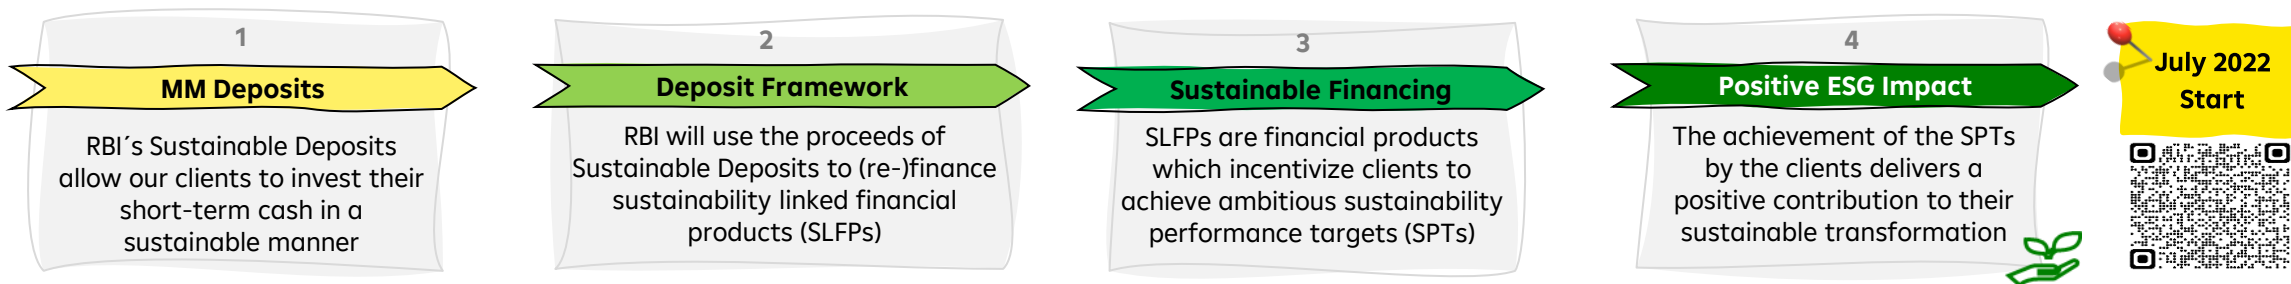 1
MM Deposits
RBI´s Sustainable Deposits
allow our clients to invest their
short-term cash in a
sustainable manner
2
Deposit Framework
RBI will use the proceeds of
Sustainable Deposits to (re-)finance
sustainability linked financial
products (SLFPs)
3
Sustainable Financing
SLFPs are financial products
which incentivize clients to
achieve ambitious sustainability
performance targets (SPTs)
4
Positive ESG Impact
The achievement of the SPTs
by the clients delivers a
positive contribution to their
sustainable transformation
July 2022
Start